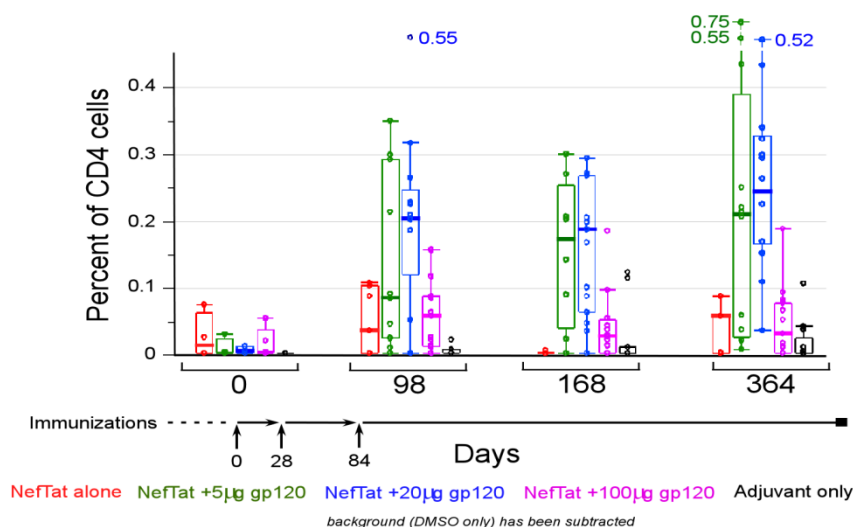 0.75
0.55
0.55
0.52
Percent of CD4 cells
0.4
0.3
0.2
0.1
0
0 98 168 364
Immunizations
0 28 84
Days
NefTat alone NefTat +5µg gp120 NefTat +20µg gp120 NefTat +100µg gp120 Adjuvant only
background (DMSO only) has been subtracted